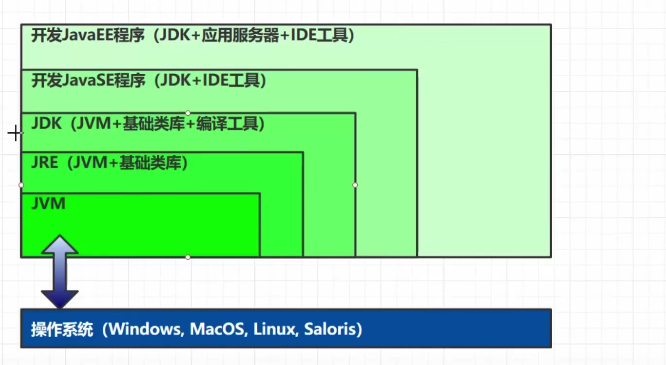 开发JavaEE程序（JDK+应用服务器+IDE工具）
开发JavaSE程序（JDK+IDE工具）
JDK（JVM+基础类库+编译工具）
JRE（JVM+基础类库）
JVM
操作系统（Windows, MacOS, Linux, Saloris）